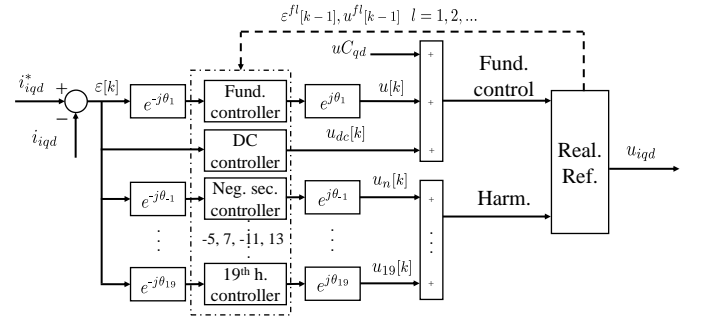 ε^{fl}[k−1], u^{fl}[k−1] l = 1, 2, ...
uC_{qd}
+
Fund.
control
i*_{iqd}
+
−
i_{iqd}
ε[k]
e^{-jθ_1}
Fund.
controller
e^{jθ_1}
u[k]
+
DC
controller
u_{dc}[k]
+
Real.
Ref.
u_{iqd}
e^{-jθ_{-1}}
Neg. sec.
controller
e^{jθ_{-1}}
u_n[k]
+
Harm.
-5, 7, -11, 13
e^{-jθ_{19}}
19th h.
controller
e^{jθ_{19}}
u_{19}[k]
+